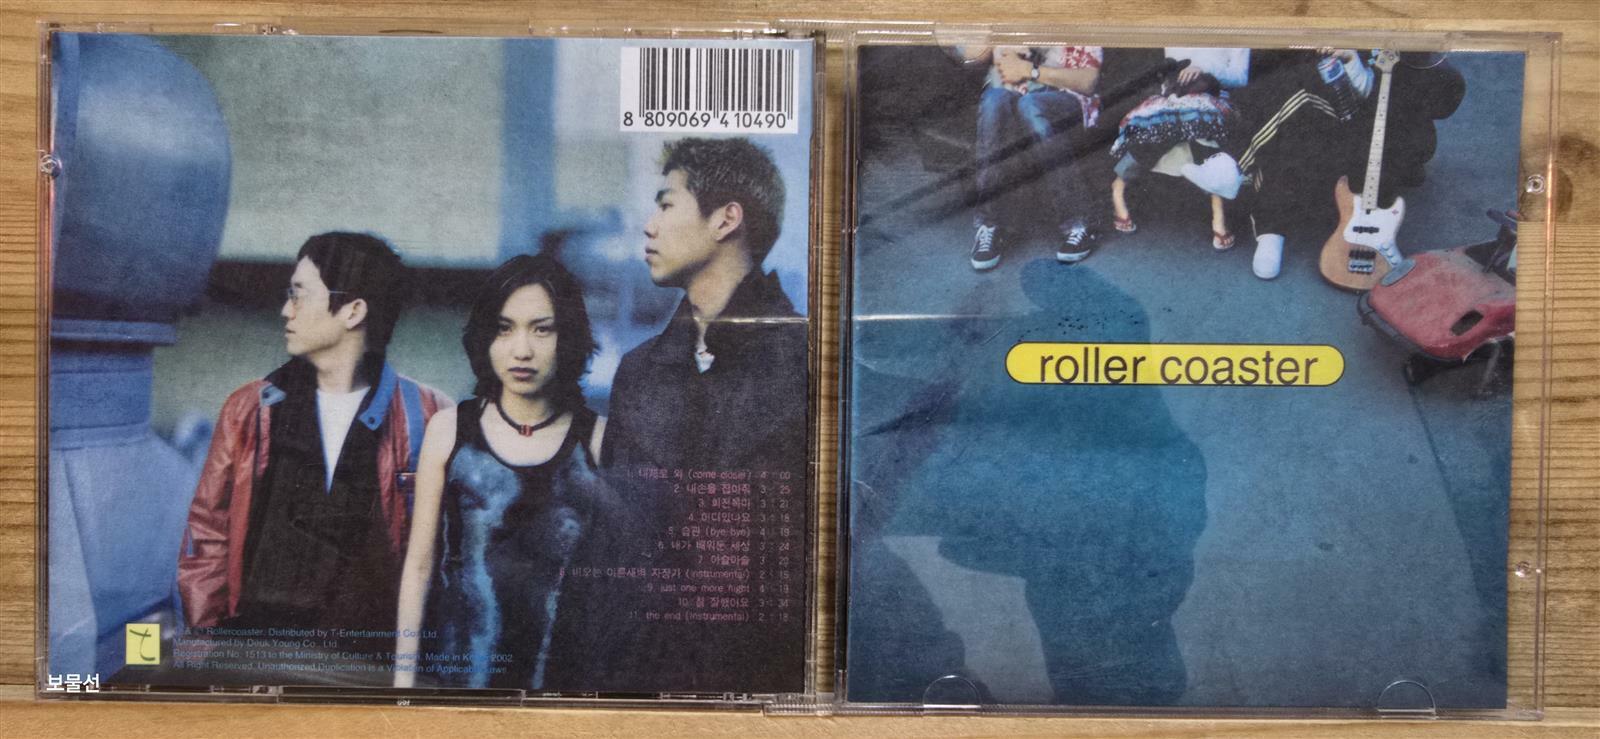 8 809069 410490
roller coaster
1. 내게로 와 (come closer) 4 : 00
2. 내손을 잡아줘 3 : 25
3. 회전목마 3 : 21
4. 어디있나요 3 : 18
5. 습관 (bye bye) 4 : 19
6. 내가 배워둔 세상 3 : 24
7. 아슬아슬 3 : 20
8. 비오는 이른새벽 자장가 (instrumental) 2 : 15
9. just one more night 4 : 19
10. 참 잘했어요 3 : 34
11. the end (instrumental) 2 : 18
Rollercoaster. Distributed by T-Entertainment Co., Ltd.
Manufactured by Deuk Young Co., Ltd.
Registration No. 1513 to the Ministry of Culture & Tourism. Made in Korea 2002.
All Right Reserved. Unauthorized Duplication is a Violation of Applicable Laws
보물선